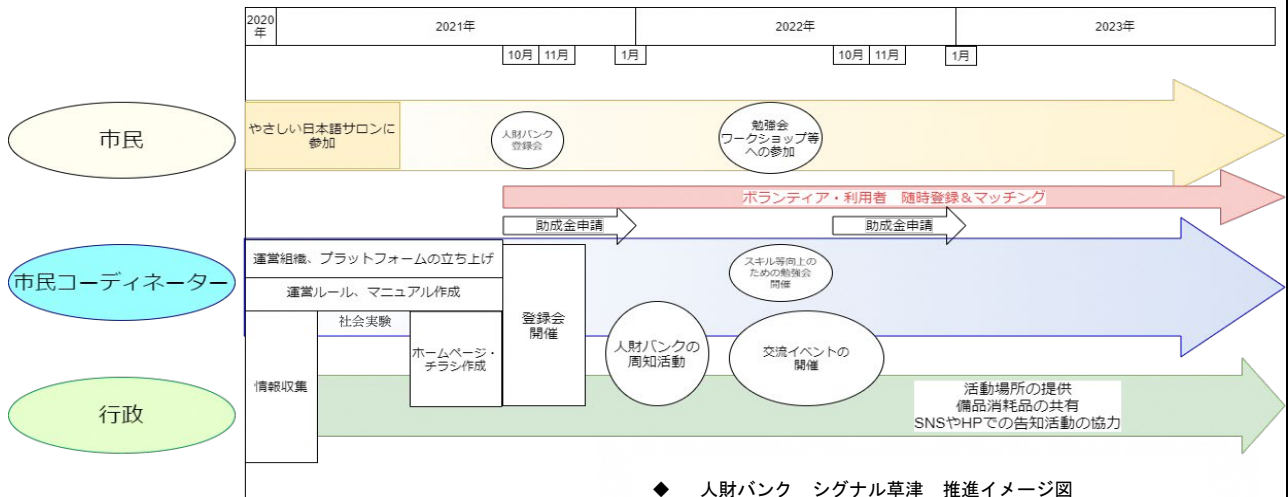 2020
年
2021年
2022年
2023年
10月
11月
1月
10月
11月
1月
市民
やさしい日本語サロンに
参加
人財バンク
登録会
勉強会
ワークショップ等
への参加
ボランティア・利用者 随時登録＆マッチング
助成金申請
助成金申請
市民コーディネーター
運営組織、プラットフォームの立ち上げ
運営ルール、マニュアル作成
社会実験
ホームページ・
チラシ作成
登録会
開催
スキル等向上の
ための勉強会
開催
人財バンクの
周知活動
交流イベントの
開催
情報収集
行政
活動場所の提供
備品消耗品の共有
SNSやHPでの告知活動の協力
◆ 人財バンク シグナル草津 推進イメージ図